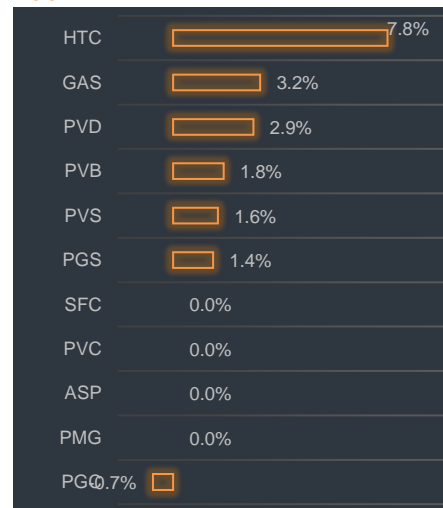 HTC 7.8%
GAS 3.2%
PVD 2.9%
PVB 1.8%
PVS 1.6%
PGS 1.4%
SFC 0.0%
PVC 0.0%
ASP 0.0%
PMG 0.0%
PGC -0.7%